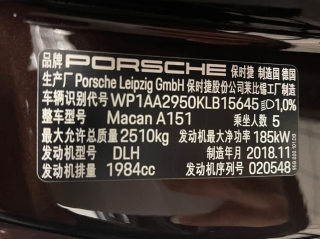 品牌 PORSCHE 保时捷 制造国 德国
生产厂 Porsche Leipzig GmbH 保时捷股份公司莱比锡工厂制造
车辆识别代号 WP1AA2950KLB15645 1,0%
整车型号 Macan A151 乘坐人数 5
最大允许总质量 2510kg 发动机最大净功率 185kW
发动机型号 DLH 制造年月 2018.11
发动机排量 1984cc 发动机序列号 020548